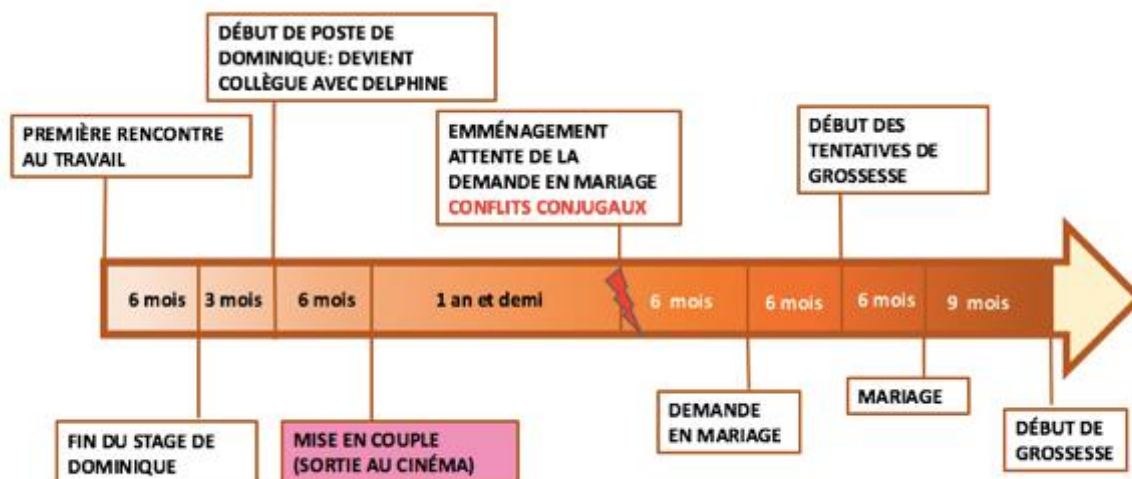 DÉBUT DE POSTE DE
DOMINIQUE: DEVIENT
COLLÈGUE AVEC DELPHINE
PREMIÈRE RENCONTRE
AU TRAVAIL
EMMÉNAGEMENT
ATTENTE DE LA
DEMANDE EN MARIAGE
CONFLITS CONJUGAUX
DÉBUT DES
TENTATIVES DE
GROSSESSE
6 mois
3 mois
6 mois
1 an et demi
6 mois
6 mois
6 mois
9 mois
FIN DU STAGE DE
DOMINIQUE
MISE EN COUPLE
(SORTIE AU CINÉMA)
DEMANDE
EN MARIAGE
MARIAGE
DÉBUT DE
GROSSESSE